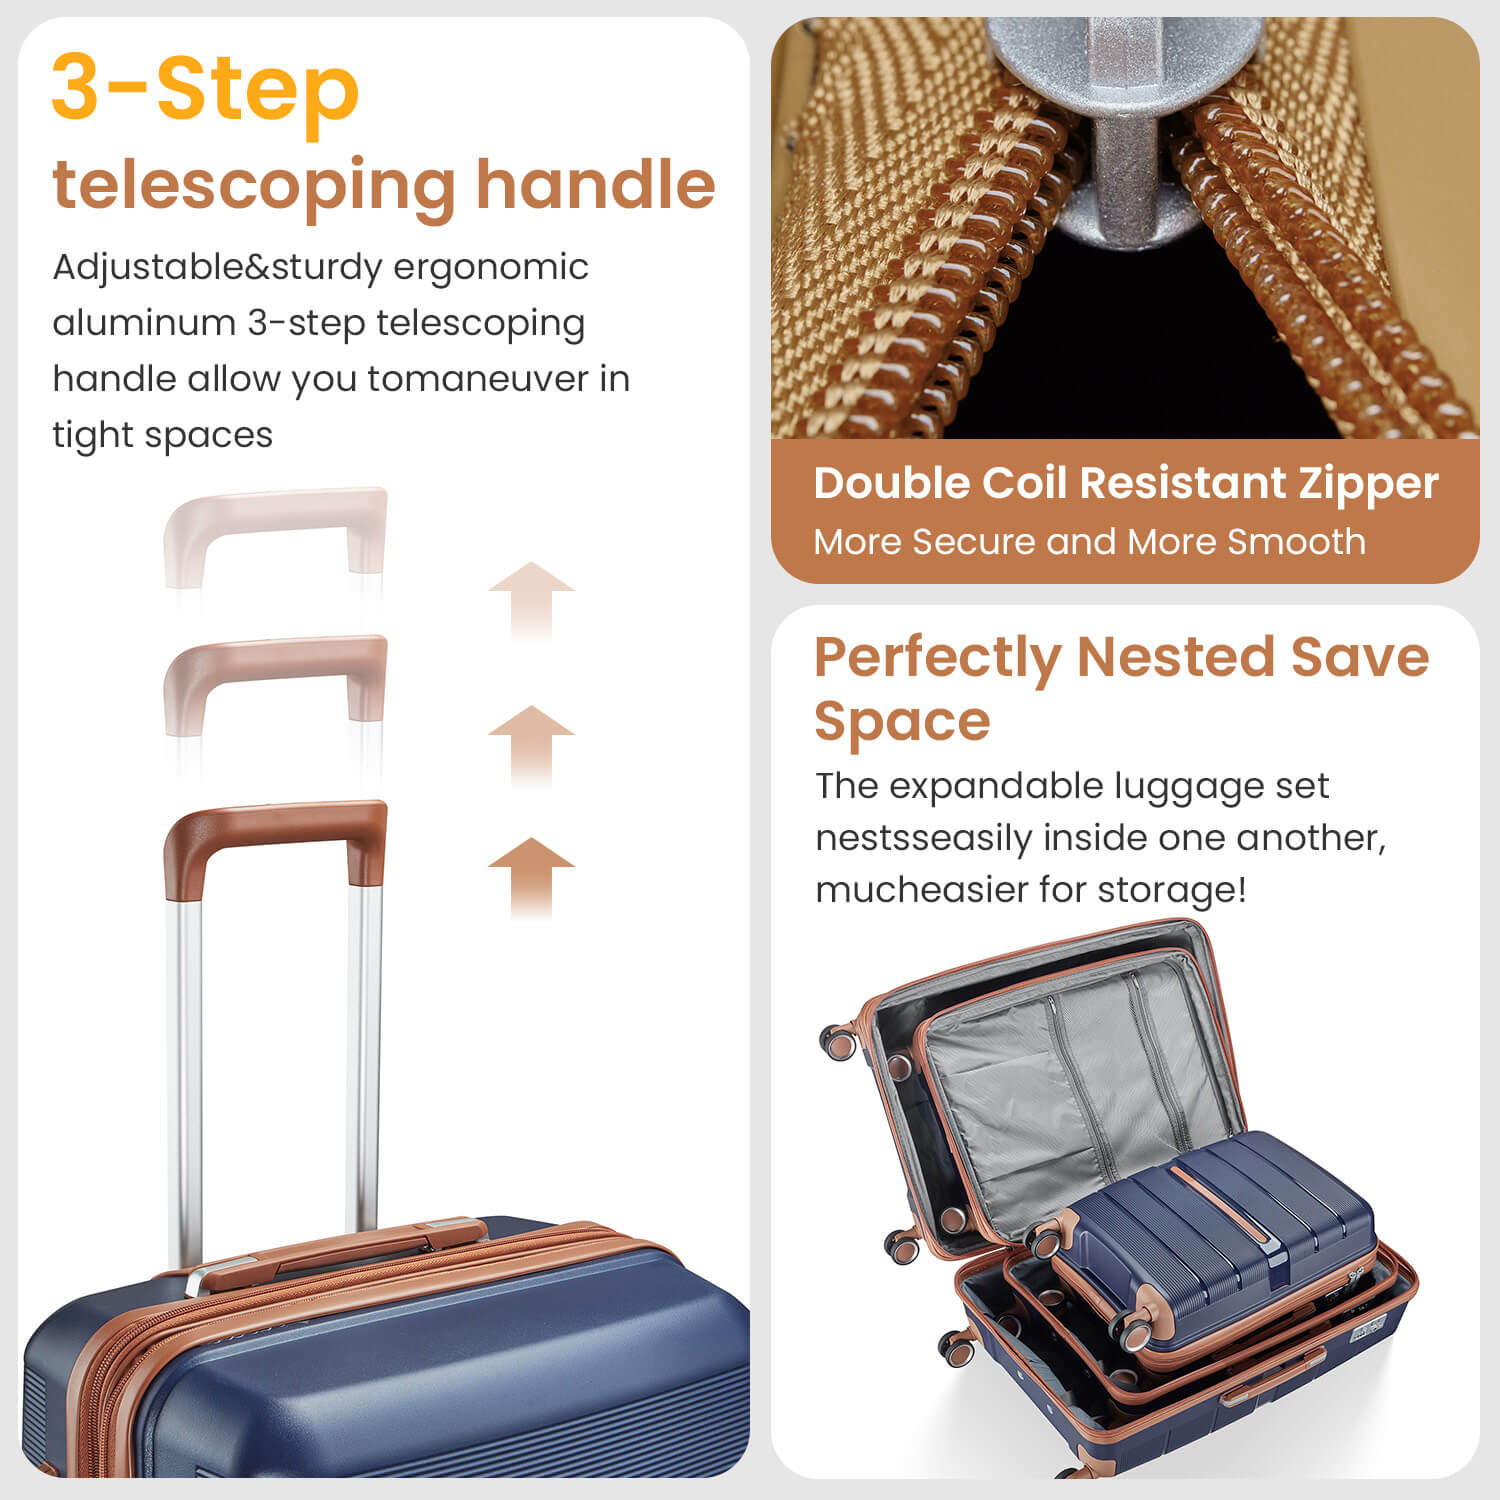 3-Step
telescoping handle
Adjustable&sturdy ergonomic
aluminum 3-step telescoping
handle allow you tomaneuver in
tight spaces
Double Coil Resistant Zipper
More Secure and More Smooth
Perfectly Nested Save
Space
The expandable luggage set
nestsseasily inside one another,
mucheasier for storage!